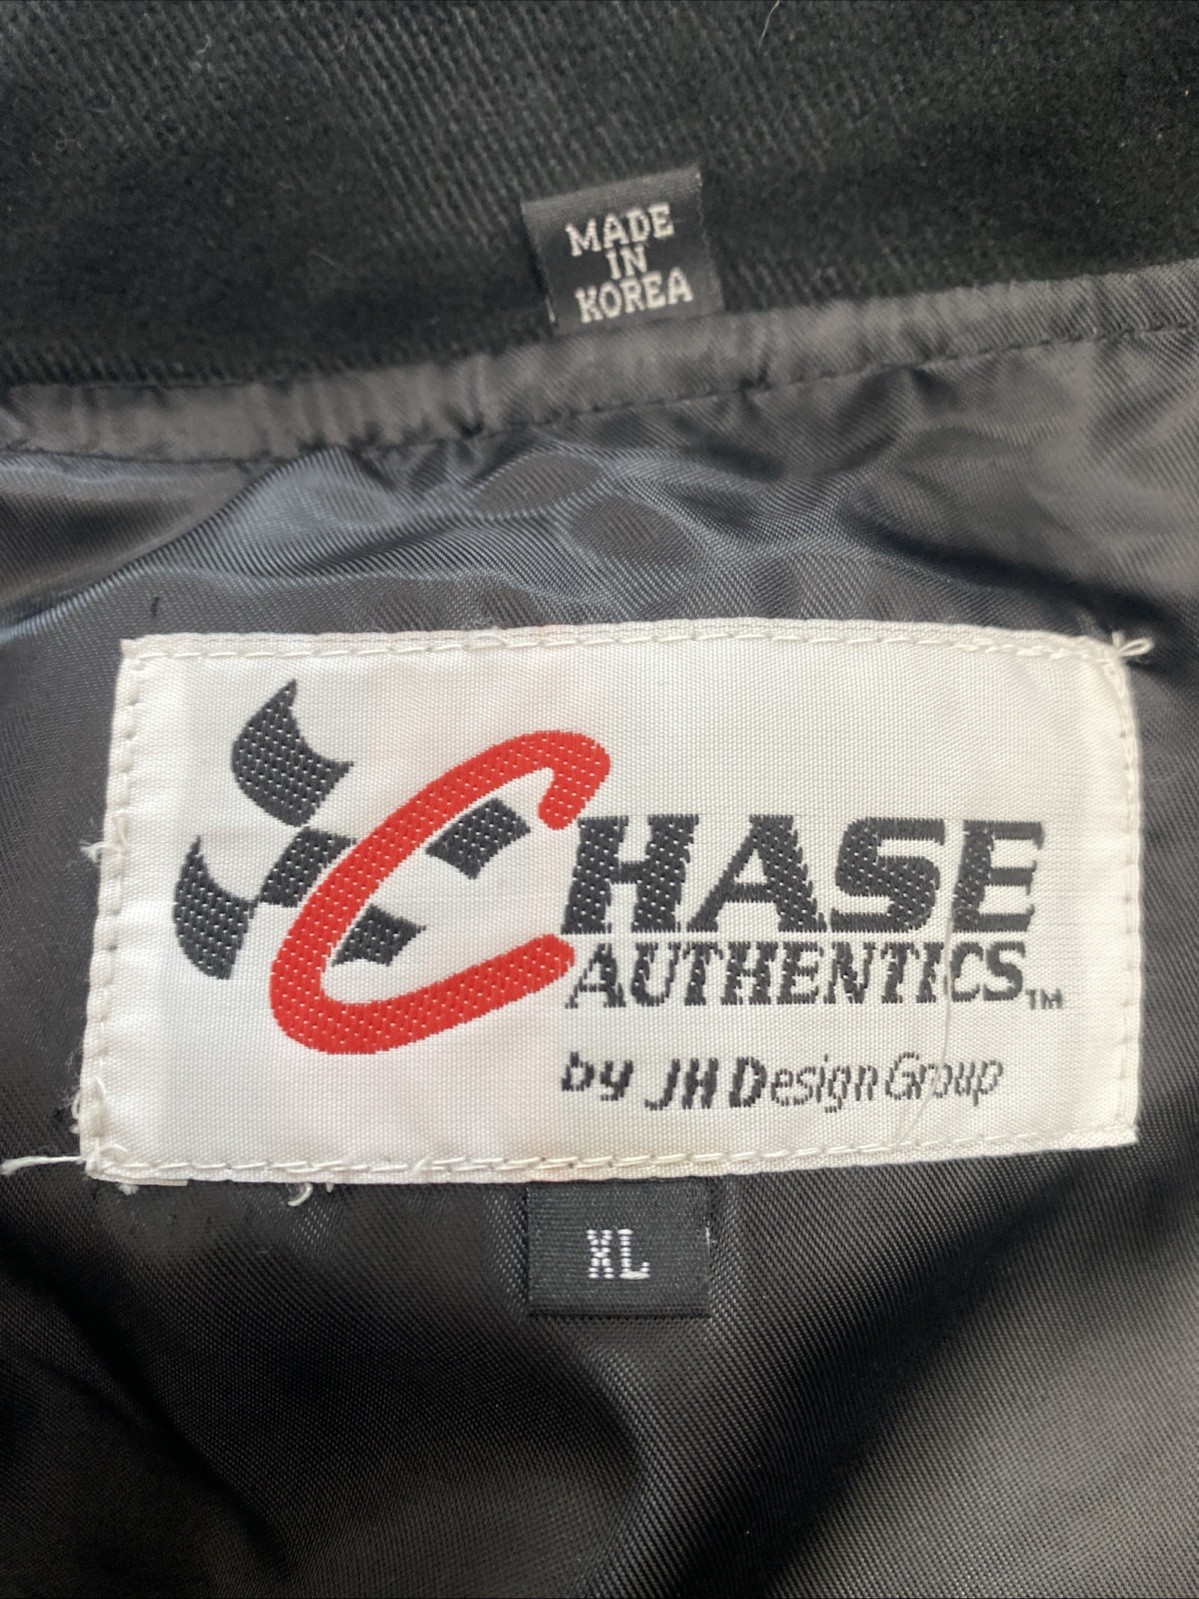 MADE
IN
KOREA
CHASE
AUTHENTICS™
by JH Design Group
XL